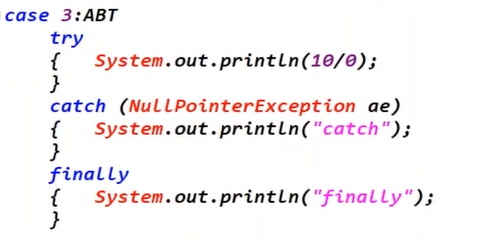 case 3:ABT
try
{ System.out.println(10/0);
}
catch (NullPointerException ae)
{ System.out.println("catch");
}
finally
{ System.out.println("finally");
}